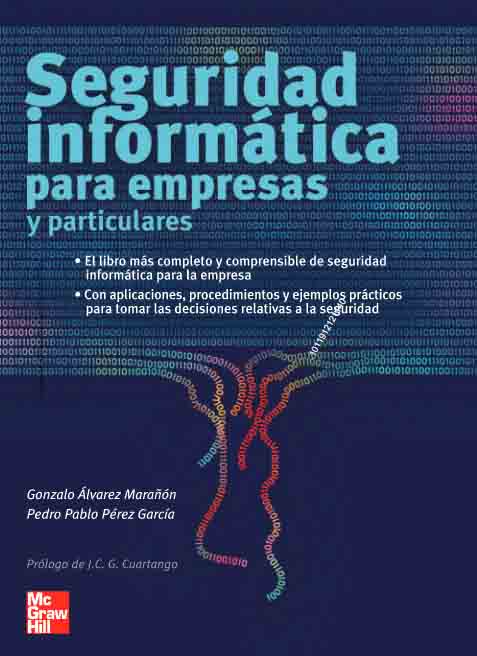 Seguridad
informática
para empresas
y particulares
• El libro más completo y comprensible de seguridad
informática para la empresa
• Con aplicaciones, procedimientos y ejemplos prácticos
para tomar las decisiones relativas a la seguridad
Gonzalo Álvarez Marañón
Pedro Pablo Pérez García
Prólogo de J.C. G. Cuartango
Mc
Graw
Hill